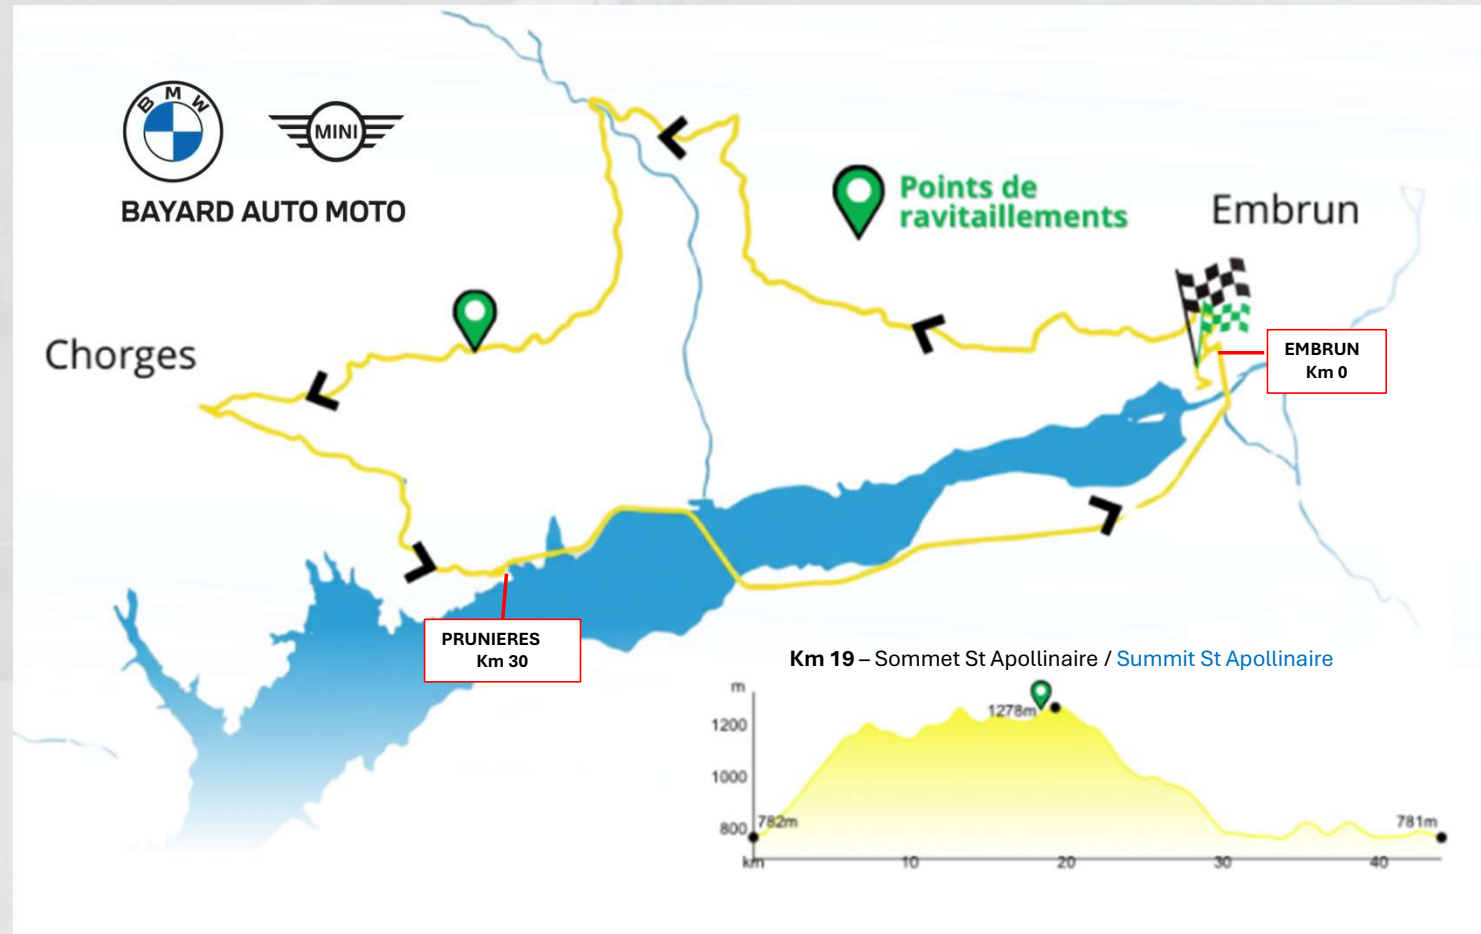 BMW
MINI
BAYARD AUTO MOTO
Points de
ravitaillements
Embrun
Chorges
EMBRUN
Km 0
PRUNIERES
Km 30
Km 19 – Sommet St Apollinaire / Summit St Apollinaire
m
1278m
1200
1000
800
782m
781m
km
10
20
30
40